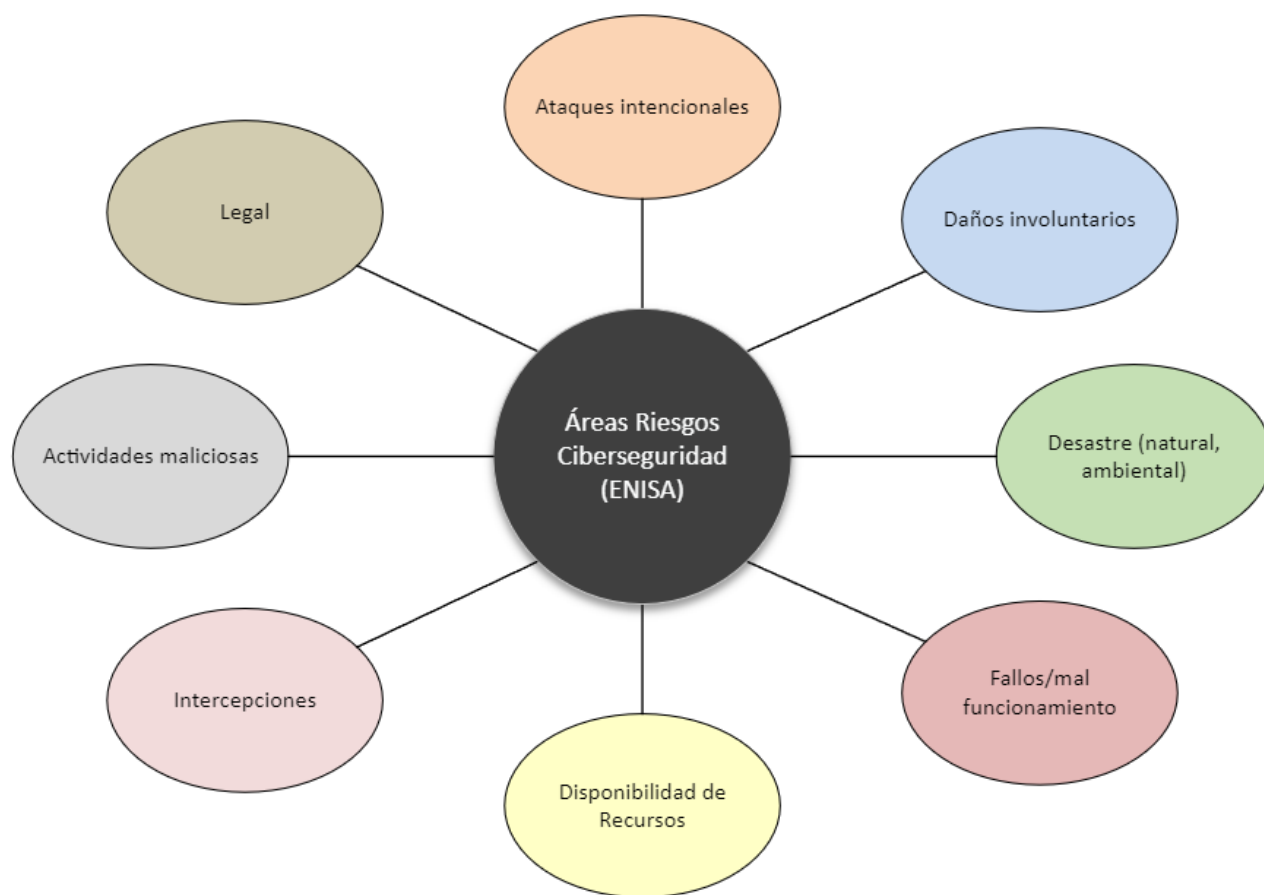 Ataques intencionales
Daños involuntarios
Desastre (natural,
ambiental)
Fallos/mal
funcionamiento
Disponibilidad de
Recursos
Intercepciones
Actividades maliciosas
Legal
Áreas Riesgos
Ciberseguridad
(ENISA)